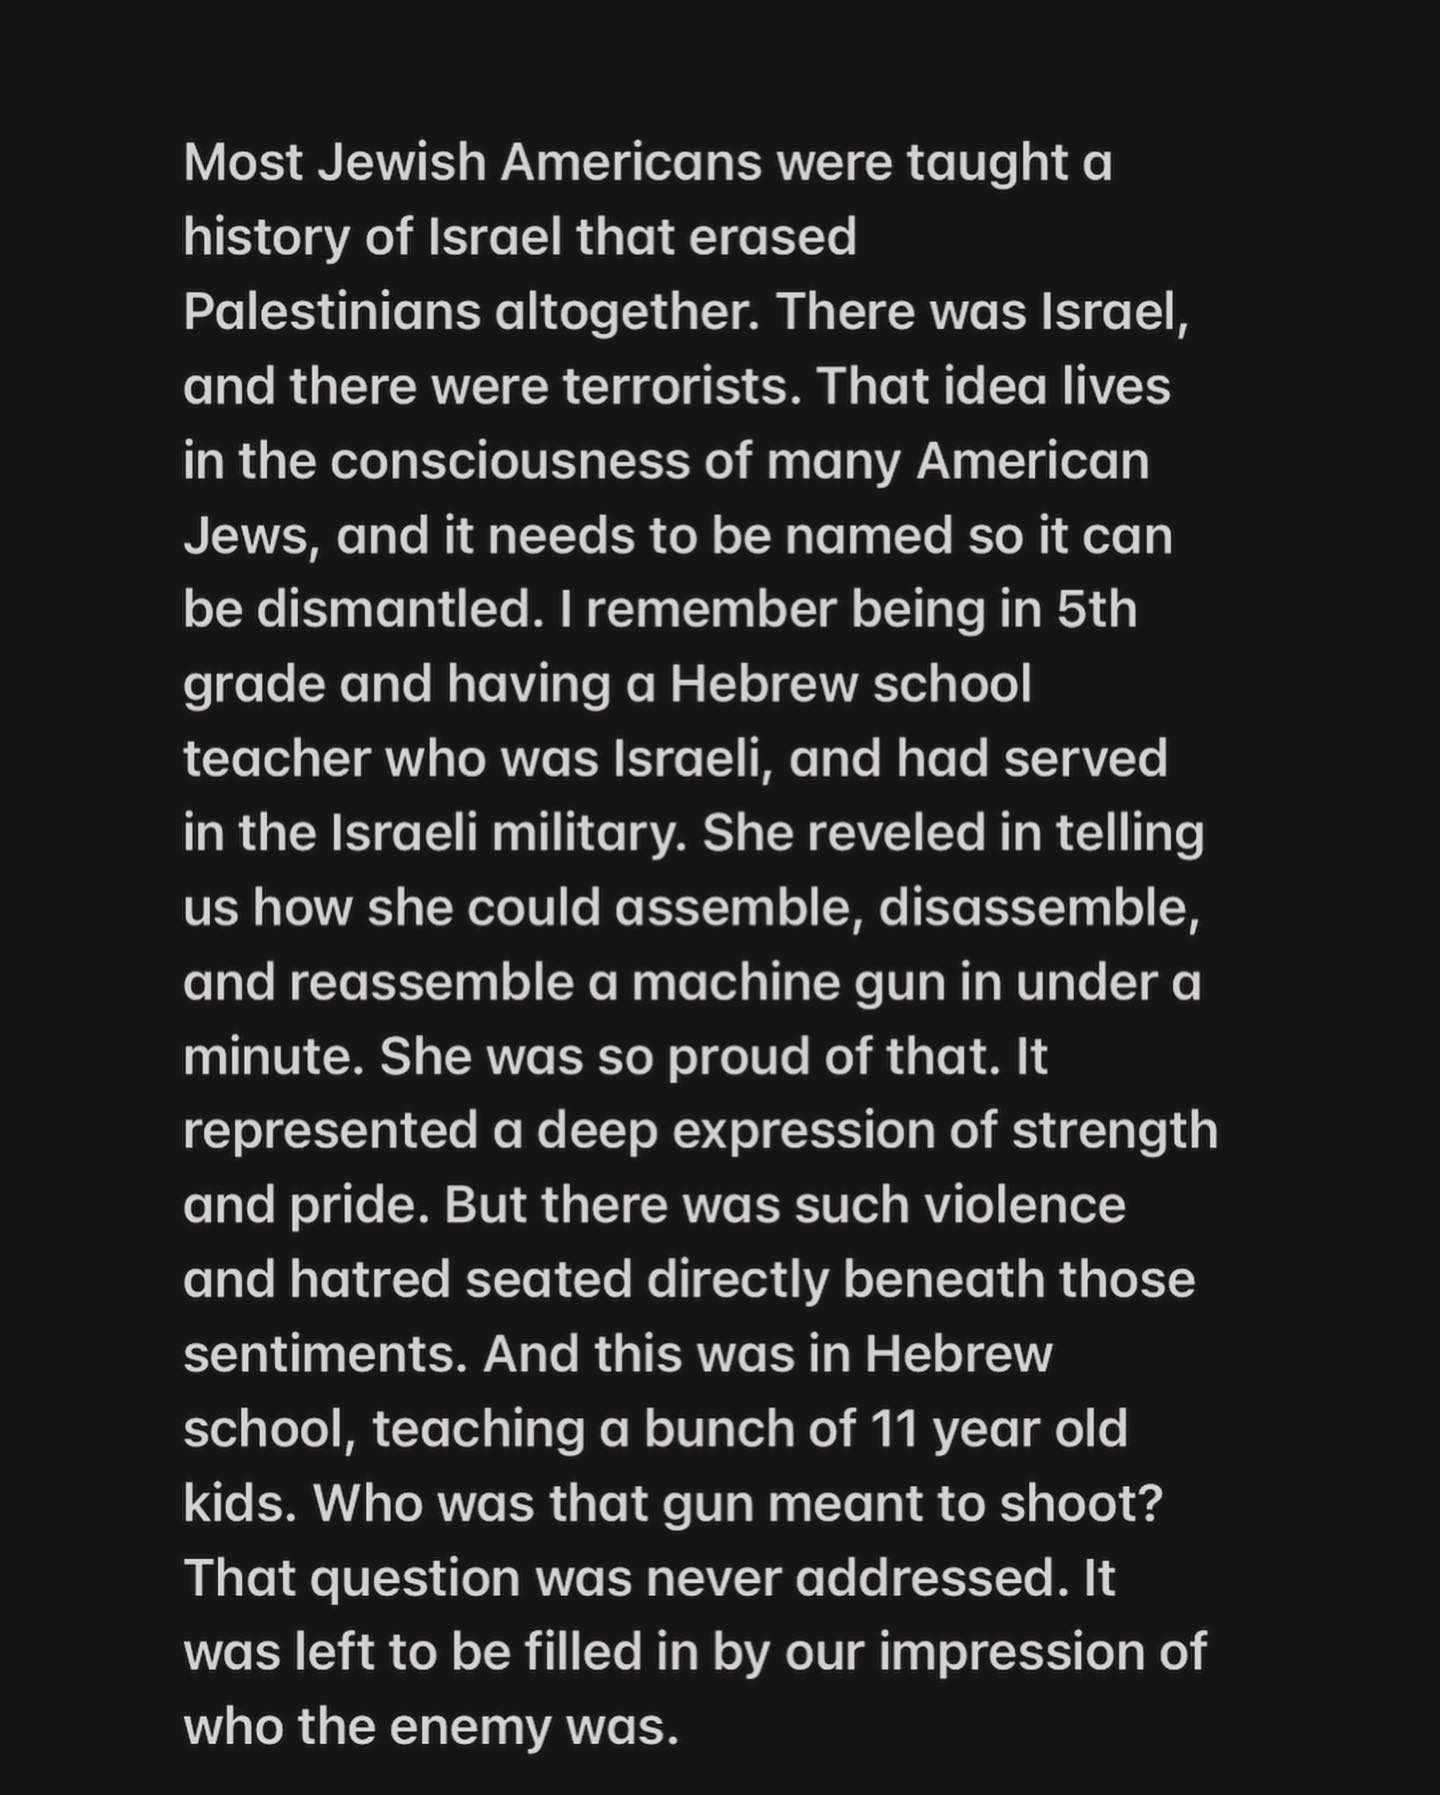 Most Jewish Americans were taught a
history of Israel that erased
Palestinians altogether. There was Israel,
and there were terrorists. That idea lives
in the consciousness of many American
Jews, and it needs to be named so it can
be dismantled. I remember being in 5th
grade and having a Hebrew school
teacher who was Israeli, and had served
in the Israeli military. She reveled in telling
us how she could assemble, disassemble,
and reassemble a machine gun in under a
minute. She was so proud of that. It
represented a deep expression of strength
and pride. But there was such violence
and hatred seated directly beneath those
sentiments. And this was in Hebrew
school, teaching a bunch of 11 year old
kids. Who was that gun meant to shoot?
That question was never addressed. It
was left to be filled in by our impression of
who the enemy was.